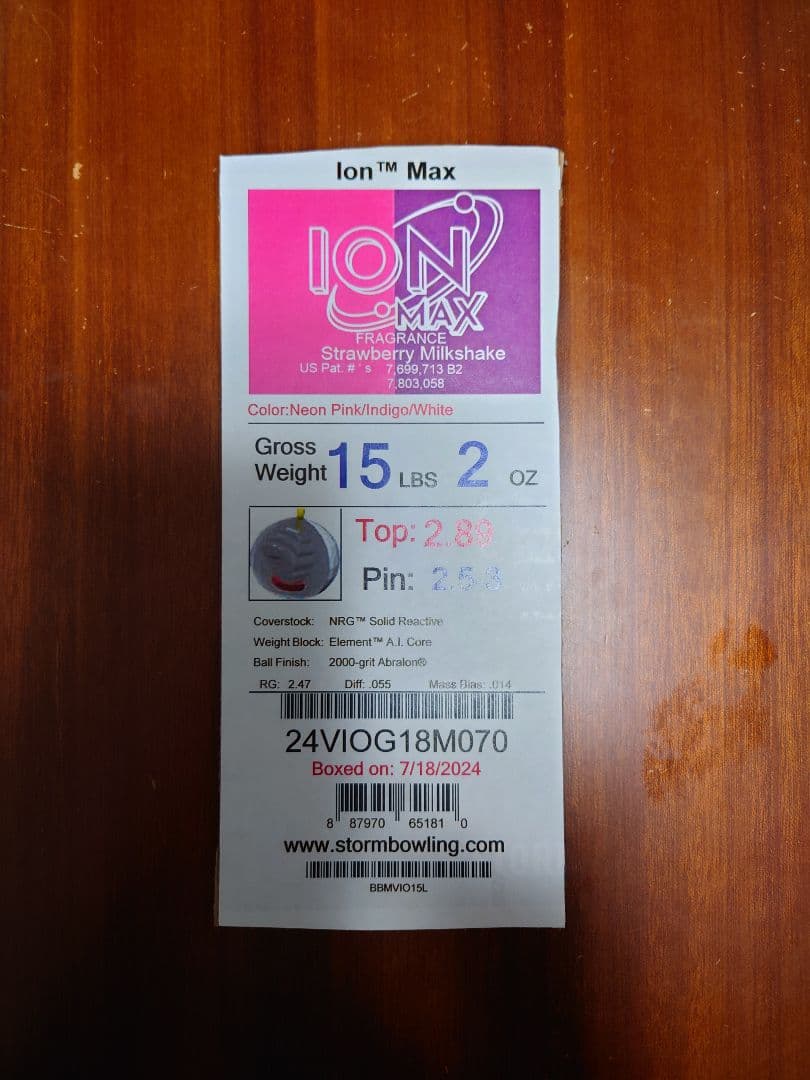 Ion™ Max
ION
MAX
FRAGRANCE
Strawberry Milkshake
US Pat. # ' s 7,699,713 B2
7,803,058
Color:Neon Pink/Indigo/White
Gross Weight 15 LBS 2 OZ
Top: 2.89
Pin: 2.5-3
Coverstock: NRG™ Solid Reactive
Weight Block: Element™ A.I. Core
Ball Finish: 2000-grit Abralon®
RG: 2.47 Diff: .055 Mass Bias: .014
24VIOG18M070
Boxed on: 7/18/2024
8 87970 65181 0
www.stormbowling.com
BBMVIO15L